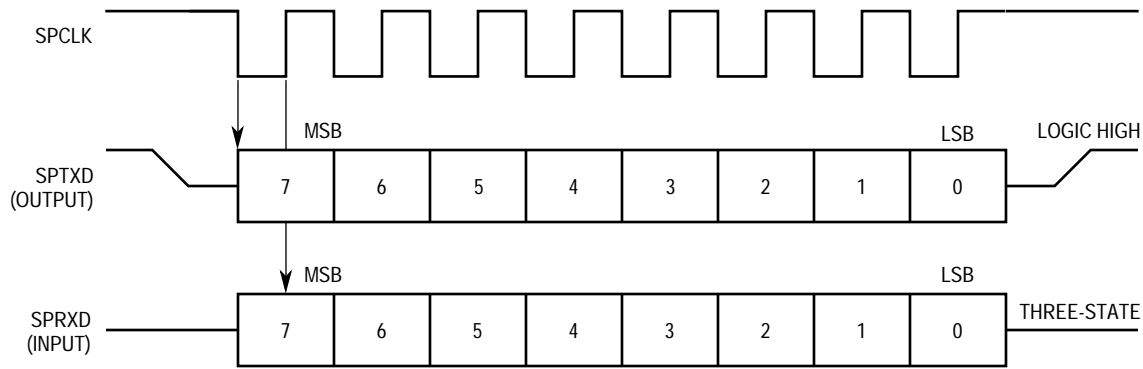 SPCLK
MSB
LSB
LOGIC HIGH
SPTXD
(OUTPUT)
7 6 5 4 3 2 1 0
MSB
LSB
THREE-STATE
SPRXD
(INPUT)
7 6 5 4 3 2 1 0